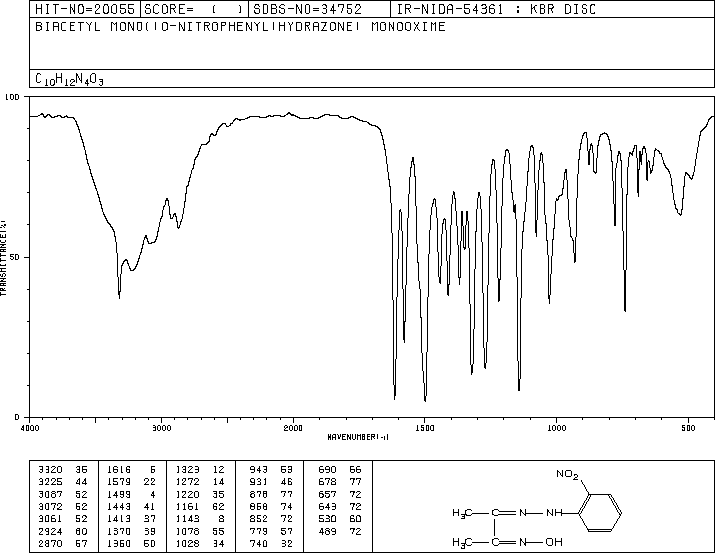 HIT-NO=20055 SCORE= ( ) SDBS-NO=34752 IR-NIDA-54361 : KBR DISC
BIACETYL MONO((O-NITROPHENYL)HYDRAZONE) MONOOXIME
C10H12N4O3
100
50
0
TRANSMITTANCE(%)
4000 3000 2000 1500 1000 500
WAVENUMBER(-1)
3320 35 1616 5 1323 12 943 53 690 66
3225 44 1579 22 1272 14 931 46 678 77
3087 52 1499 4 1220 35 878 77 657 72
3072 52 1443 41 1161 62 868 74 643 72
3061 52 1413 37 1143 8 852 72 530 60
2924 60 1370 39 1078 55 779 57 489 72
2870 57 1350 50 1028 34 740 32
NO2
H3C N NH
H3C N OH